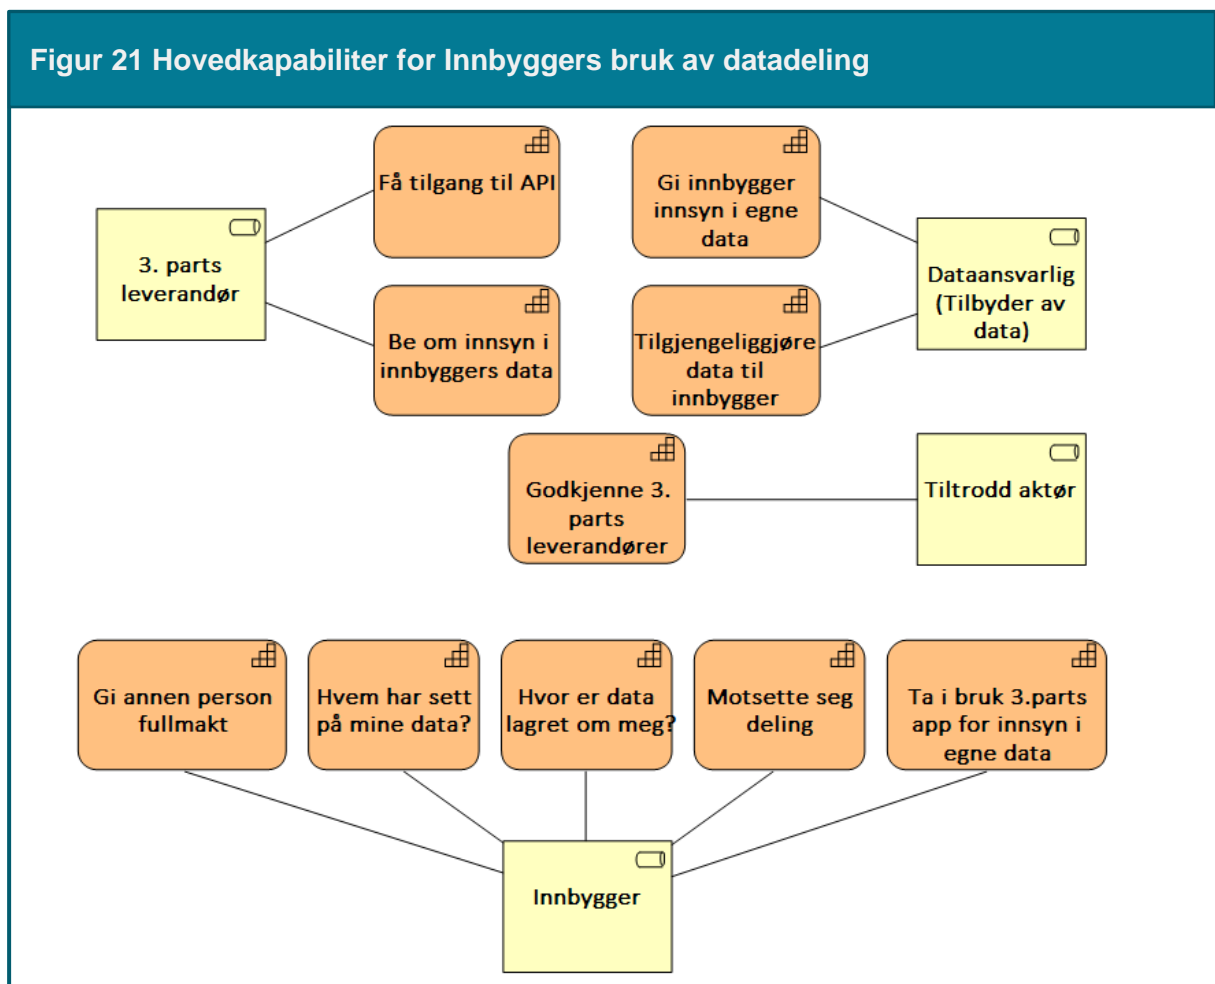 Figur 21 Hovedkapabiliter for Innbyggers bruk av datadeling
Få tilgang til API
Gi innbygger
innsyn i egne
data
3. parts
leverandør
Dataansvarlig
(Tilbyder av
data)
Be om innsyn i
innbyggers data
Tilgjengeliggjøre
data til
innbygger
Godkjenne 3.
parts
leverandører
Tiltrodd aktør
Gi annen person
fullmakt
Hvem har sett
på mine data?
Hvor er data
lagret om meg?
Motsette seg
deling
Ta i bruk 3.parts
app for innsyn i
egne data
Innbygger